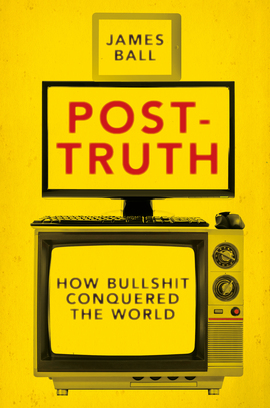 JAMES
BALL
POST-
TRUTH
HOW BULLSHIT
CONQUERED
THE WORLD